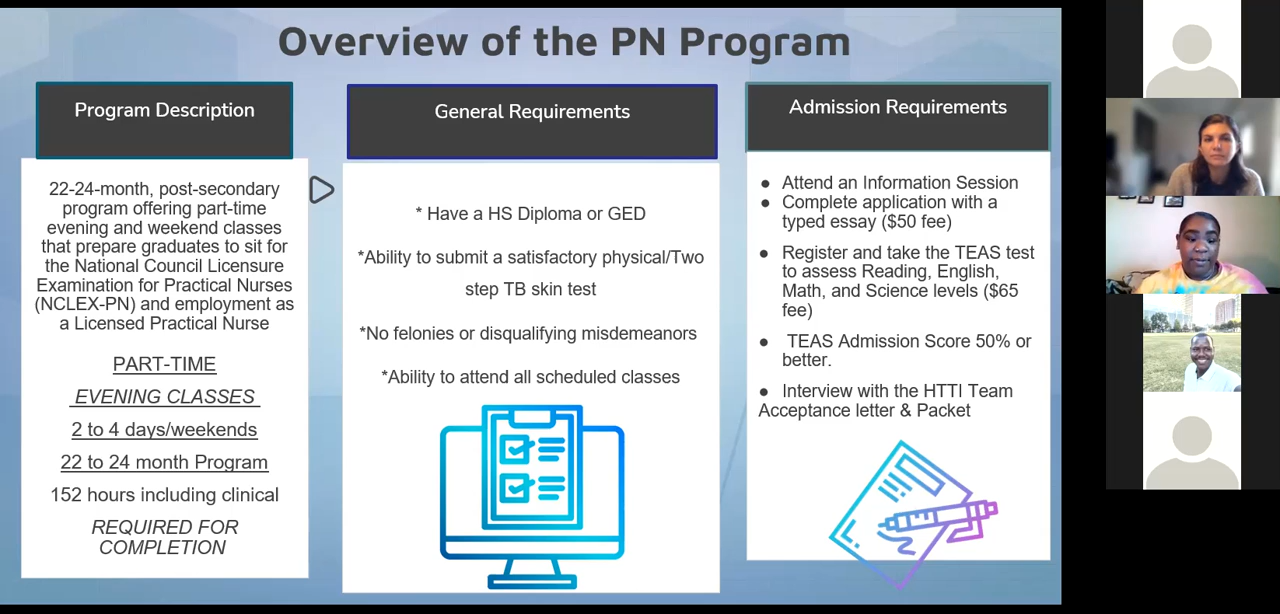 Overview of the PN Program
Program Description
22-24-month, post-secondary
program offering part-time
evening and weekend classes
that prepare graduates to sit for
the National Council Licensure
Examination for Practical Nurses
(NCLEX-PN) and employment as
a Licensed Practical Nurse
PART-TIME
EVENING CLASSES
2 to 4 days/weekends
22 to 24 month Program
152 hours including clinical
REQUIRED FOR
COMPLETION
General Requirements
* Have a HS Diploma or GED
*Ability to submit a satisfactory physical/Two
step TB skin test
*No felonies or disqualifying misdemeanors
*Ability to attend all scheduled classes
Admission Requirements
● Attend an Information Session
● Complete application with a
typed essay ($50 fee)
● Register and take the TEAS test
to assess Reading, English,
Math, and Science levels ($65
fee)
● TEAS Admission Score 50% or
better.
● Interview with the HTTI Team
Acceptance letter & Packet